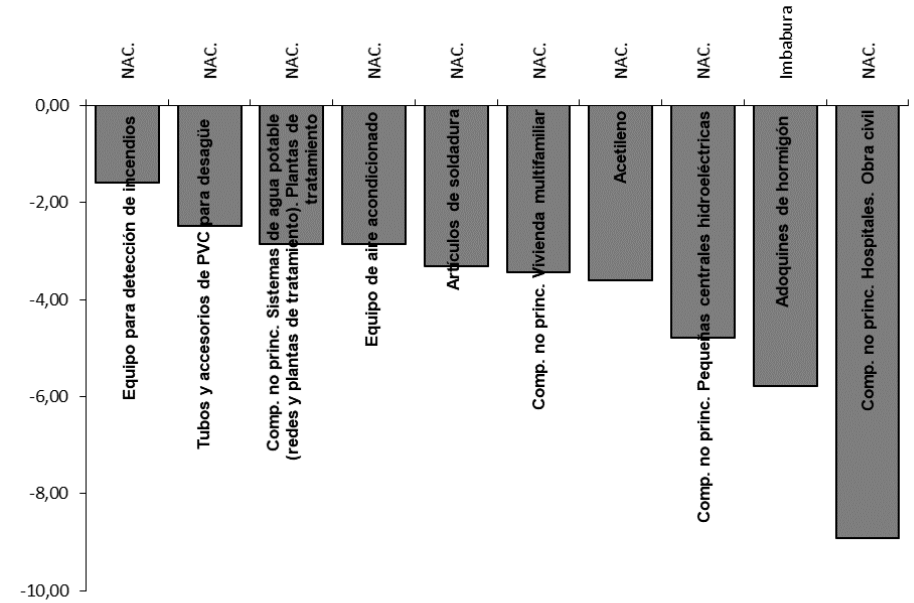 NAC.
NAC.
NAC.
NAC.
NAC.
NAC.
NAC.
NAC.
Imbabura
NAC.
0,00
-2,00
-4,00
-6,00
-8,00
-10,00
Equipo para detección de incendios
Tubos y accesorios de PVC para desagüe
Comp. no princ. Sistemas de agua potable
(redes y plantas de tratamiento). Plantas de
tratamiento
Equipo de aire acondicionado
Artículos de soldadura
Comp. no princ. Vivienda multifamiliar
Acetileno
Comp. no princ. Pequeñas centrales hidroeléctricas
Adoquines de hormigón
Comp. no princ. Hospitales. Obra civil